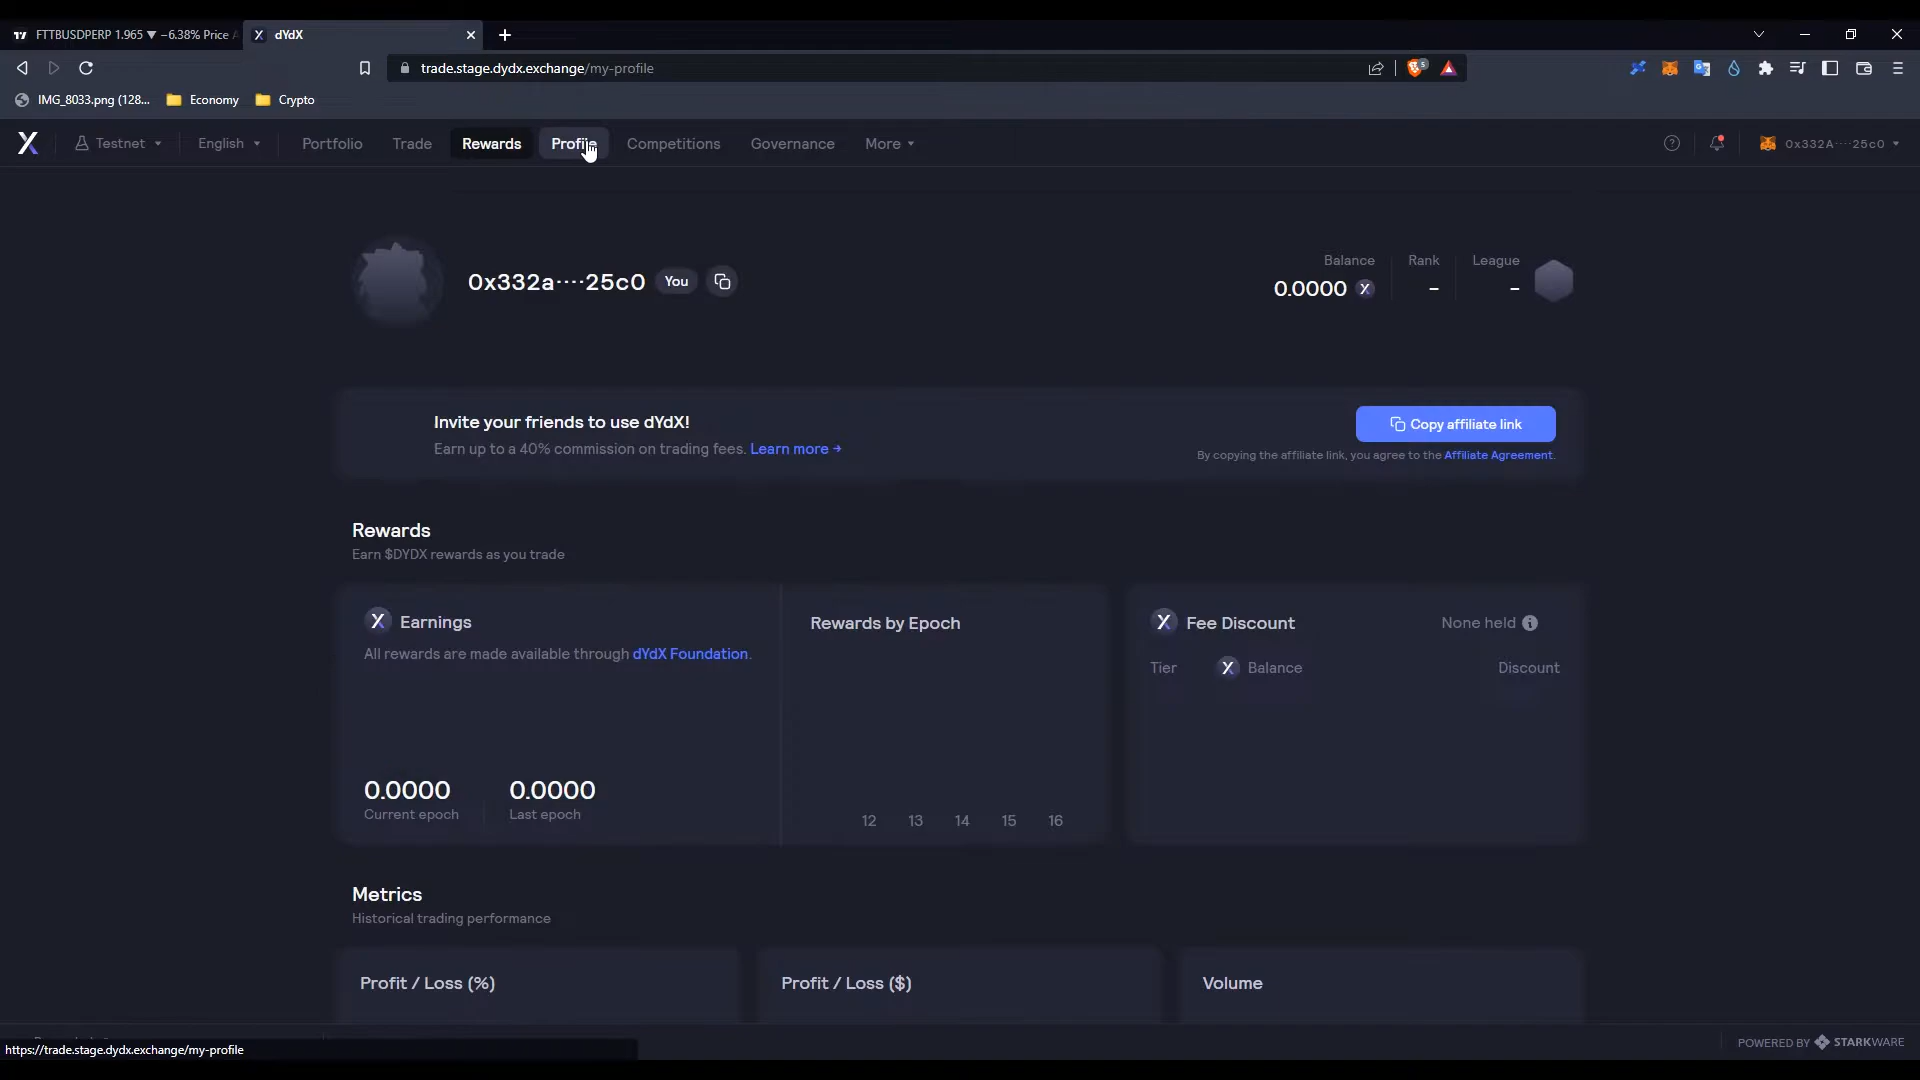 FTTBUSDPERP 1.965 ▼ −6.38% Price
dYdX
trade.stage.dydx.exchange/my-profile
5
IMG_8033.png (128...
Economy
Crypto
Testnet
English
Portfolio
Trade
Rewards
Profile
Competitions
Governance
More
0x332A····25c0
0x332a····25c0
You
Balance
Rank
League
0.0000
–
–
Invite your friends to use dYdX!
Earn up to a 40% commission on trading fees. Learn more →
Copy affiliate link
By copying the affiliate link, you agree to the Affiliate Agreement.
Rewards
Earn $DYDX rewards as you trade
Earnings
All rewards are made available through dYdX Foundation.
0.0000
Current epoch
0.0000
Last epoch
Rewards by Epoch
12 13 14 15 16
Fee Discount
None held
Tier
Balance
Discount
Metrics
Historical trading performance
Profit / Loss (%)
Profit / Loss ($)
Volume
https://trade.stage.dydx.exchange/my-profile
POWERED BY STARKWARE